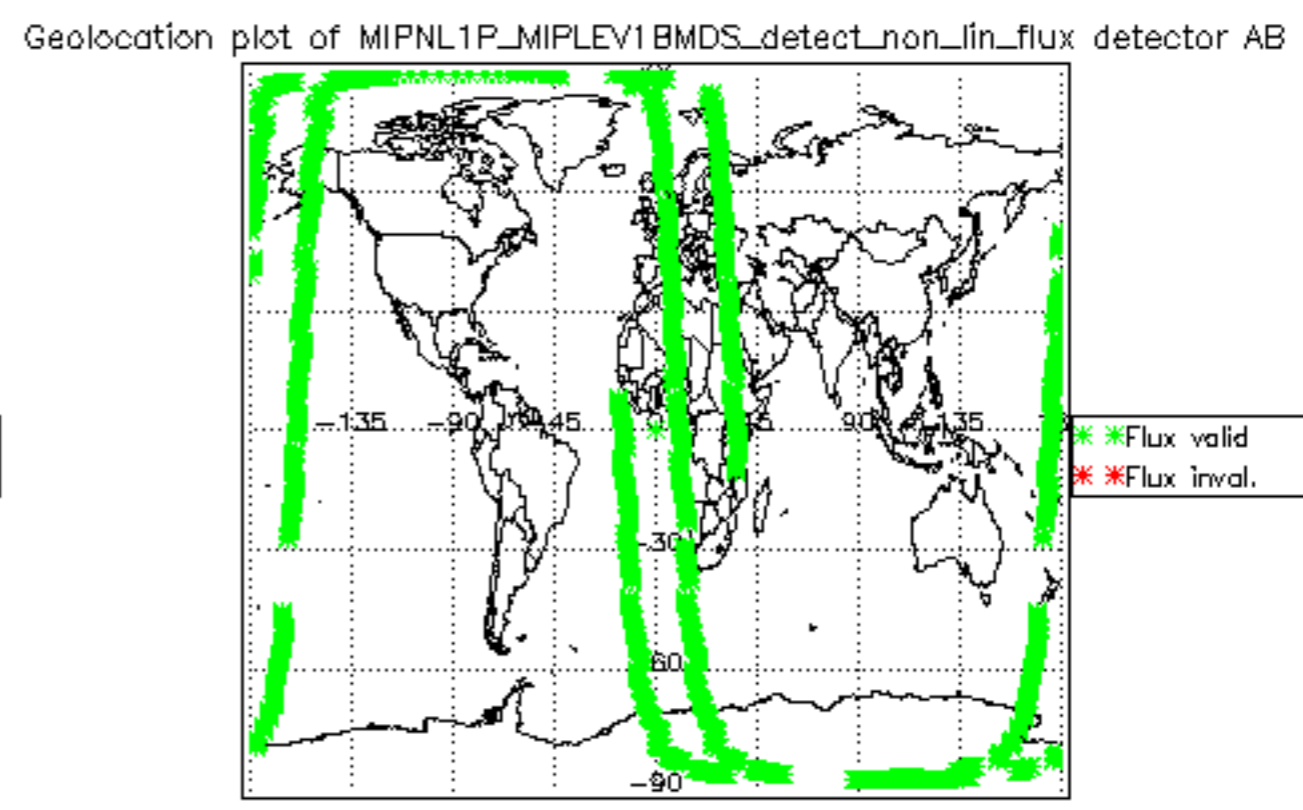 Geolocation plot of MIPNL1P_MIPLEV1BMDS_detect_non_lin_flux detector AB
-135 -90 45 90 135
Flux valid
Flux inval.
-30
60
-90